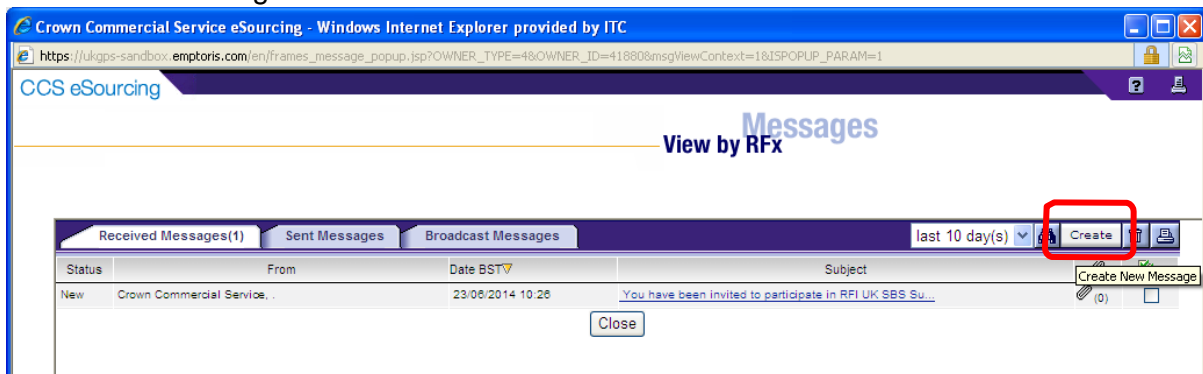 Crown Commercial Service eSourcing - Windows Internet Explorer provided by ITC
https://ukgps-sandbox.emptoris.com/en/frames_message_popup.jsp?OWNER_TYPE=4&OWNER_ID=41880&msgViewContext=1&ISPOPUP_PARAM=1
CCS eSourcing
Messages
View by RFx
Received Messages(1) Sent Messages Broadcast Messages last 10 day(s) Create
Status From Date BST Subject
Create New Message
New Crown Commercial Service, . 23/06/2014 10:26 You have been invited to participate in RFI UK SBS Su... (0)
Close